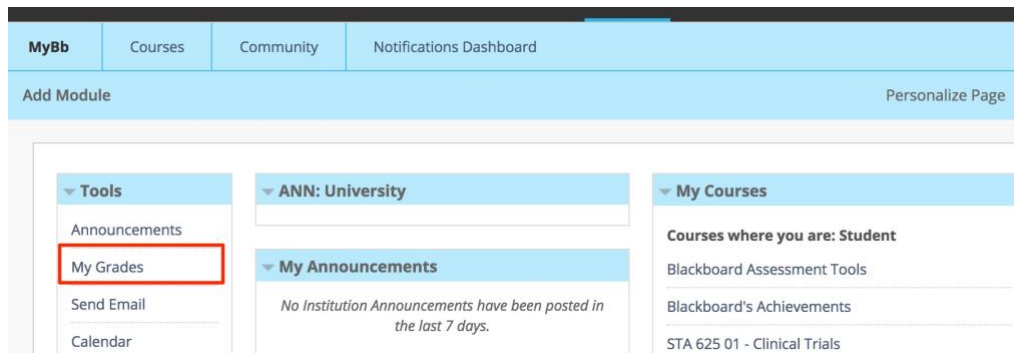 MyBb
Courses
Community
Notifications Dashboard
Add Module
Personalize Page
Tools
Announcements
My Grades
Send Email
Calendar
ANN: University
My Announcements
No Institution Announcements have been posted in
the last 7 days.
My Courses
Courses where you are: Student
Blackboard Assessment Tools
Blackboard's Achievements
STA 625 01 - Clinical Trials